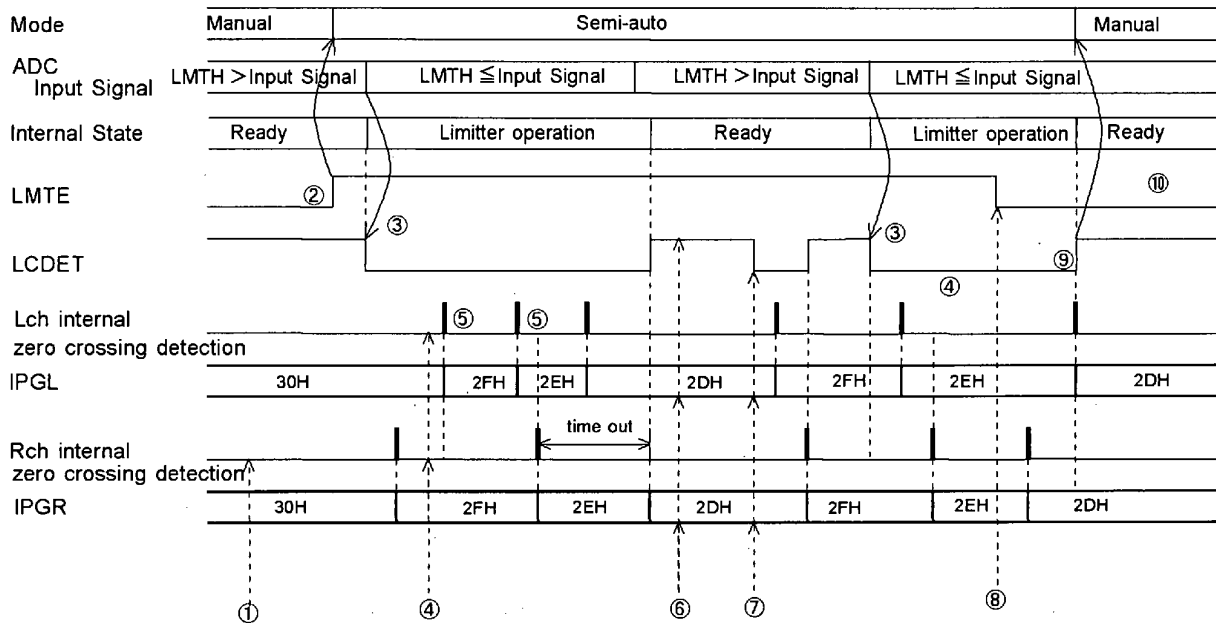 Mode Manual Semi-auto Manual
ADC
Input Signal LMTH >Input Signal LMTH ≦Input Signal LMTH >Input Signal LMTH ≦Input Signal
Internal State Ready Limitter operation Ready Limitter operation Ready
LMTE ② ⑩
③ ③
LCDET ⑨
④
Lch internal ⑤ ⑤
zero crossing detection
IPGL 30H 2FH 2EH 2DH 2FH 2EH 2DH
time out
Rch internal
zero crossing detection
IPGR 30H 2FH 2EH 2DH 2FH 2EH 2DH
① ④ ⑥ ⑦ ⑧